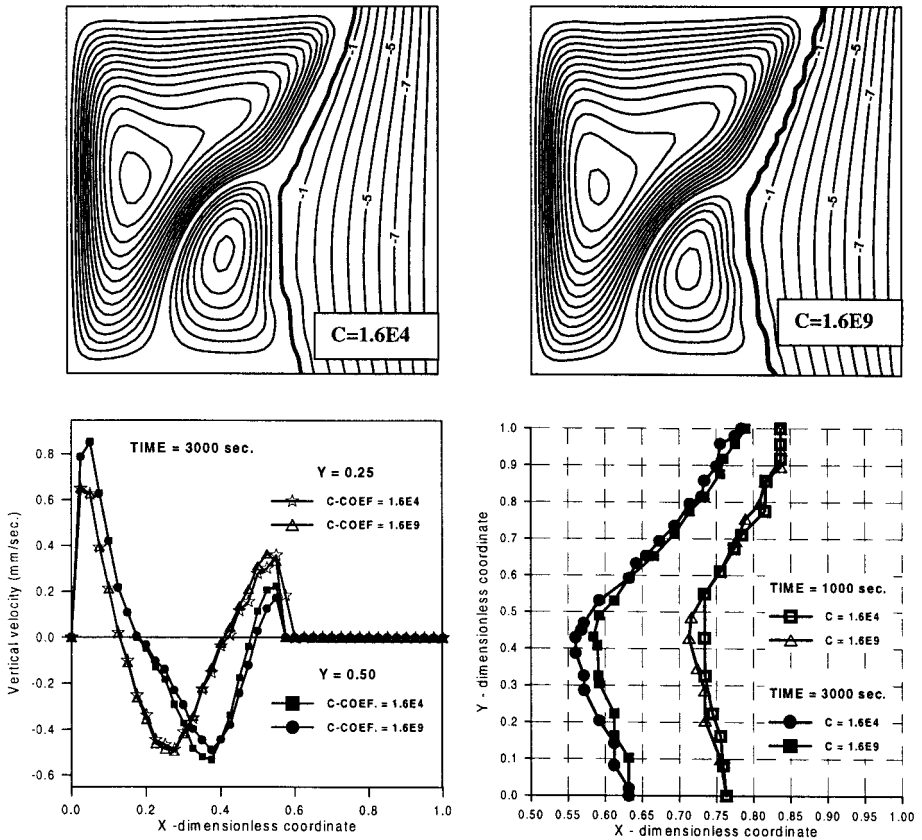 -1
-5
-7
-1
-5
-7
C=1.6E4
-1
-5
-7
-1
-5
-7
C=1.6E9
TIME = 3000 sec.
Y = 0.25
C-COEF = 1.6E4
C-COEF = 1.6E9
Y = 0.50
C-COEF. = 1.6E4
C-COEF. = 1.6E9
Vertical velocity (mm/sec.)
0.8
0.6
0.4
0.2
0.0
-0.2
-0.4
-0.6
0.0 0.2 0.4 0.6 0.8 1.0
X -dimensionless coordinate
Y - dimensionless coordinate
1.0
0.9
0.8
0.7
0.6
0.5
0.4
0.3
0.2
0.1
0.0
TIME = 1000 sec.
C = 1.6E4
C = 1.6E9
TIME = 3000 sec.
C = 1.6E4
C = 1.6E9
0.50 0.55 0.60 0.65 0.70 0.75 0.80 0.85 0.90 0.95 1.00
X - dimensionless coordinate